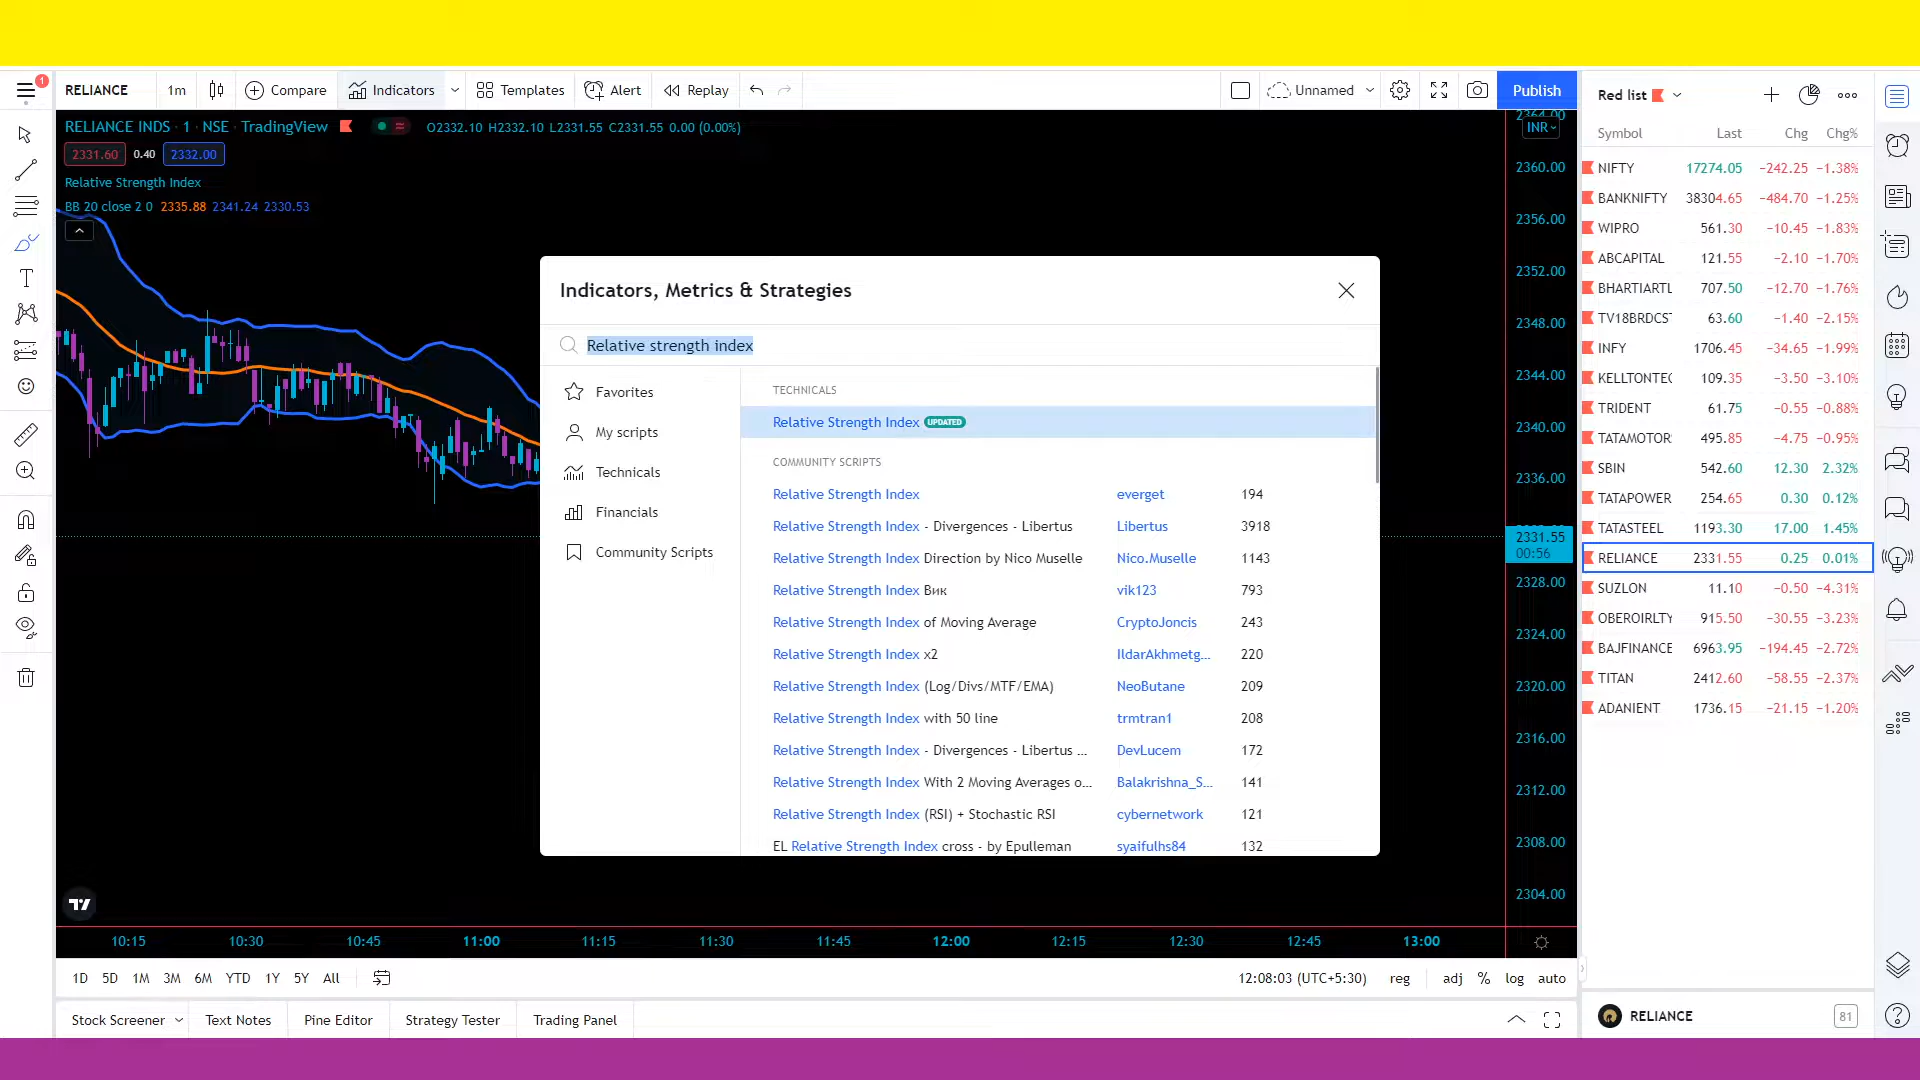 1
RELIANCE 1m Compare Indicators Templates Alert Replay Unnamed Publish
RELIANCE INDS · 1 · NSE · TradingView O2332.10 H2332.10 L2331.55 C2331.55 0.00 (0.00%)
2331.60 0.40 2332.00
Relative Strength Index
BB 20 close 2 0 2335.88 2341.24 2330.53
2364.00
INR
2360.00
2356.00
2352.00
2348.00
2344.00
2340.00
2336.00
2331.55
00:56
2328.00
2324.00
2320.00
2316.00
2312.00
2308.00
2304.00
Indicators, Metrics & Strategies
Relative strength index
Favorites
My scripts
Technicals
Financials
Community Scripts
TECHNICALS
Relative Strength Index UPDATED
COMMUNITY SCRIPTS
Relative Strength Index everget 194
Relative Strength Index - Divergences - Libertus Libertus 3918
Relative Strength Index Direction by Nico Muselle Nico.Muselle 1143
Relative Strength Index Вик vik123 793
Relative Strength Index of Moving Average CryptoJoncis 243
Relative Strength Index x2 IldarAkhmetg... 220
Relative Strength Index (Log/Divs/MTF/EMA) NeoButane 209
Relative Strength Index with 50 line trmtran1 208
Relative Strength Index - Divergences - Libertus ... DevLucem 172
Relative Strength Index With 2 Moving Averages o... Balakrishna_S... 141
Relative Strength Index (RSI) + Stochastic RSI cybernetwork 121
EL Relative Strength Index cross - by Epulleman syaifulhs84 132
10:15 10:30 10:45 11:00 11:15 11:30 11:45 12:00 12:15 12:30 12:45 13:00
1D 5D 1M 3M 6M YTD 1Y 5Y All 12:08:03 (UTC+5:30) reg adj % log auto
Stock Screener Text Notes Pine Editor Strategy Tester Trading Panel
Red list
Symbol Last Chg Chg%
NIFTY 17274.05 −242.25 −1.38%
BANKNIFTY 38304.65 −484.70 −1.25%
WIPRO 561.30 −10.45 −1.83%
ABCAPITAL 121.55 −2.10 −1.70%
BHARTIARTL 707.50 −12.70 −1.76%
TV18BRDCST 63.60 −1.40 −2.15%
INFY 1706.45 −34.65 −1.99%
KELLTONTEC 109.35 −3.50 −3.10%
TRIDENT 61.75 −0.55 −0.88%
TATAMOTORS 495.85 −4.75 −0.95%
SBIN 542.60 12.30 2.32%
TATAPOWER 254.65 0.30 0.12%
TATASTEEL 1193.30 17.00 1.45%
RELIANCE 2331.55 0.25 0.01%
SUZLON 11.10 −0.50 −4.31%
OBEROIRLTY 915.50 −30.55 −3.23%
BAJFINANCE 6963.95 −194.45 −2.72%
TITAN 2412.60 −58.55 −2.37%
ADANIENT 1736.15 −21.15 −1.20%
RELIANCE 81